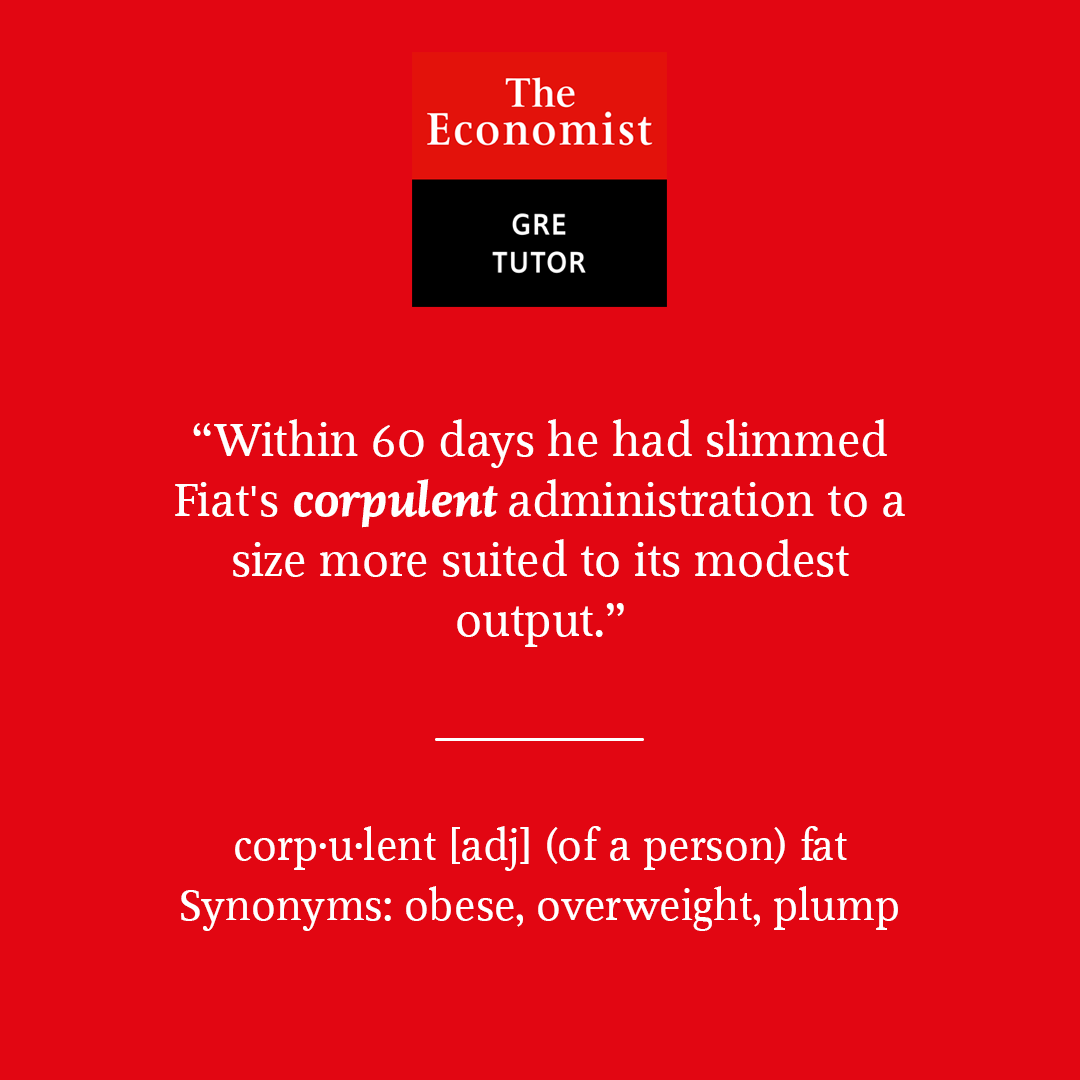 The
Economist
GRE
TUTOR
“Within 60 days he had slimmed
Fiat's corpulent administration to a
size more suited to its modest
output.”
corp·u·lent [adj] (of a person) fat
Synonyms: obese, overweight, plump